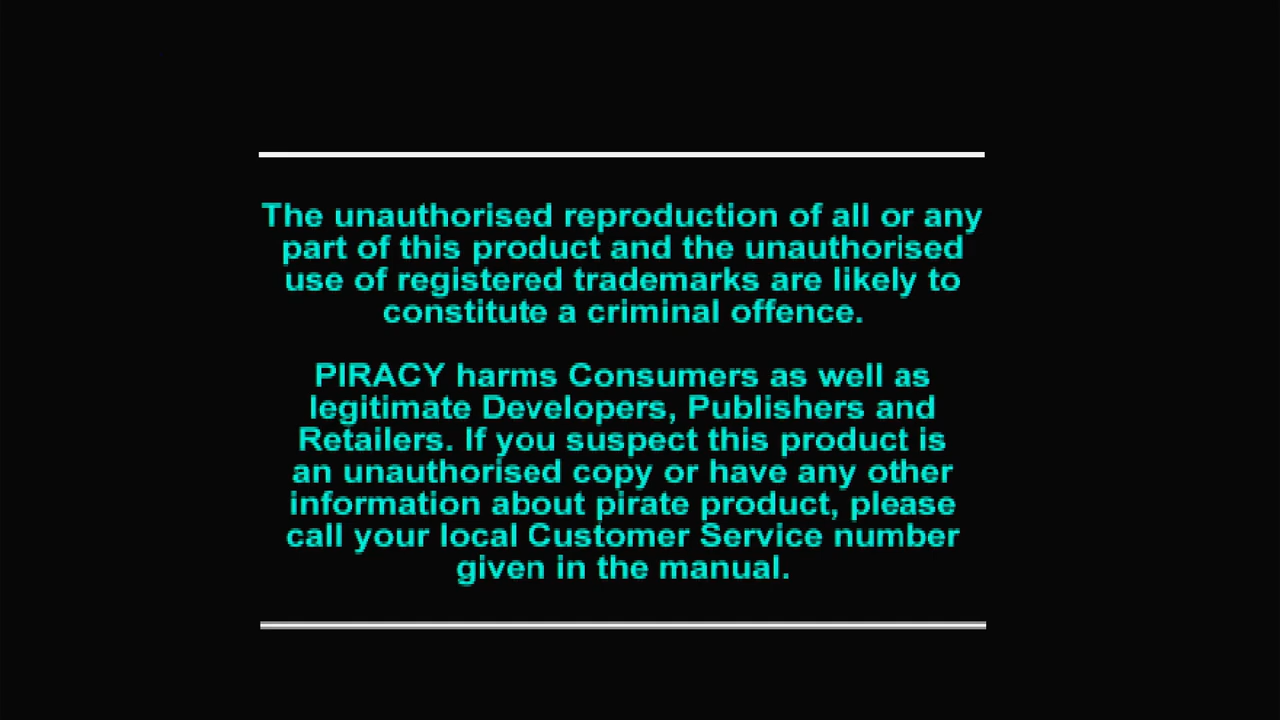 The unauthorised reproduction of all or any
part of this product and the unauthorised
use of registered trademarks are likely to
constitute a criminal offence.
PIRACY harms Consumers as well as
legitimate Developers, Publishers and
Retailers. If you suspect this product is
an unauthorised copy or have any other
information about pirate product, please
call your local Customer Service number
given in the manual.